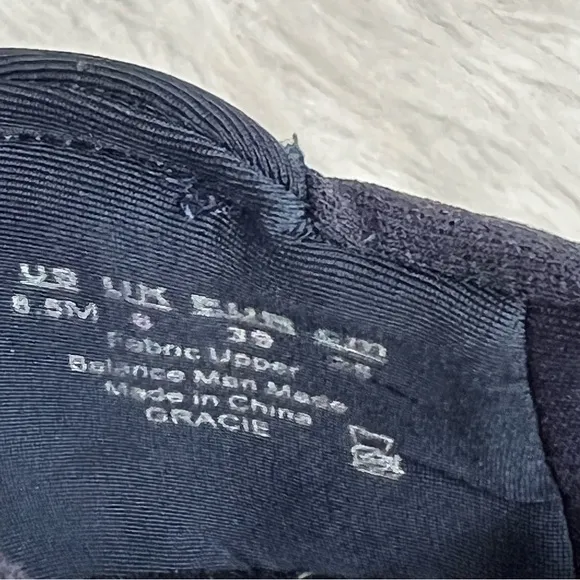 US UK EUR cm
8.5M 6 39 25
Fabric Upper
Balance Man Made
Made in China
GRACIE